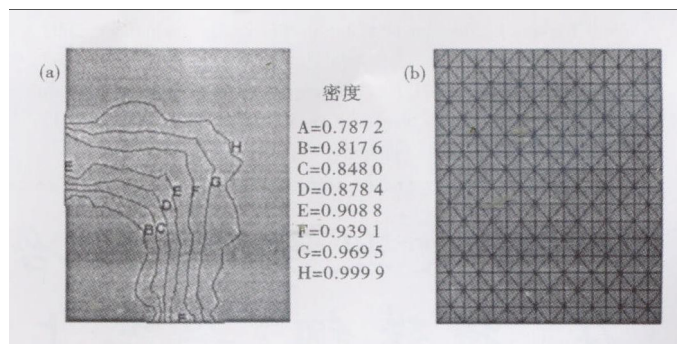 (a)
(b)
密度
A=0.787 2
B=0.817 6
C=0.848 0
D=0.878 4
E=0.908 8
F=0.939 1
G=0.969 5
H=0.999 9
H
E
E
F
G
D
B
C
E